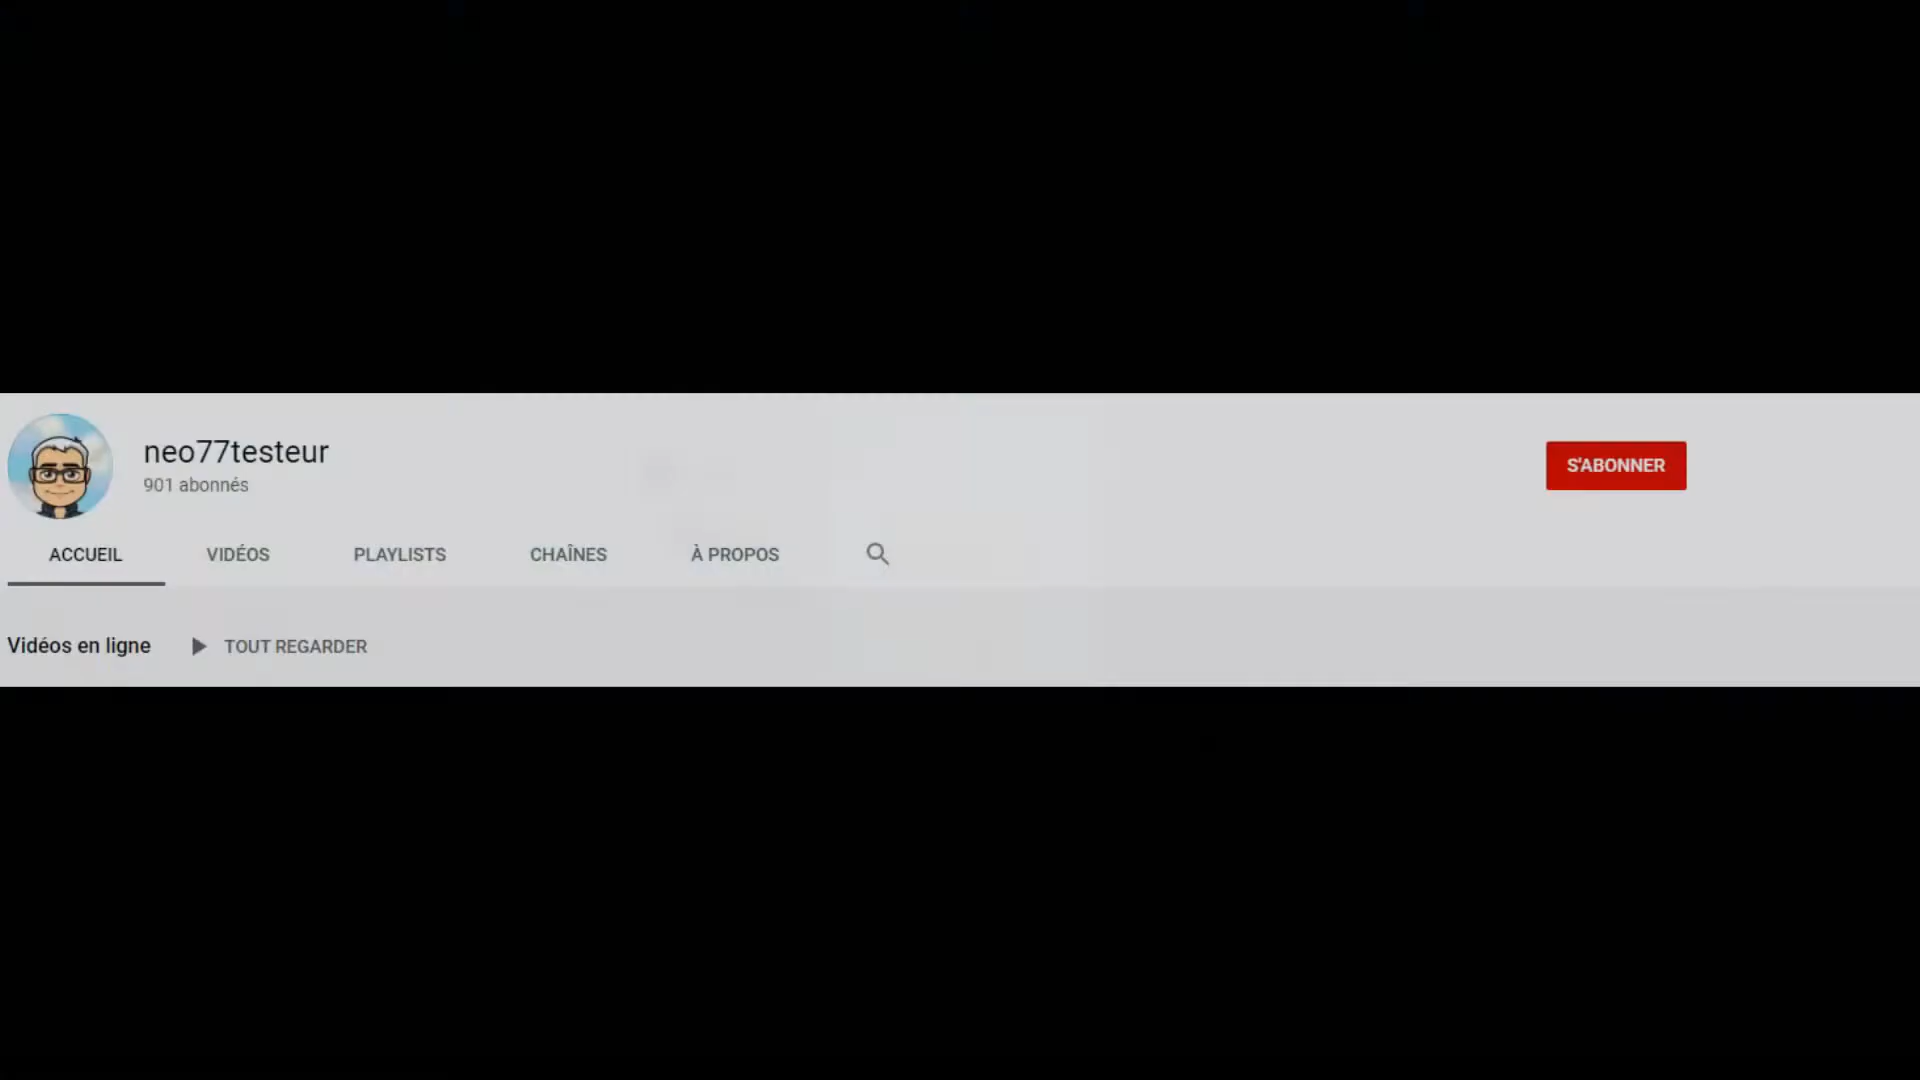 neo77testeur
901 abonnés
S'ABONNER
ACCUEIL VIDÉOS PLAYLISTS CHAÎNES À PROPOS
Vidéos en ligne TOUT REGARDER